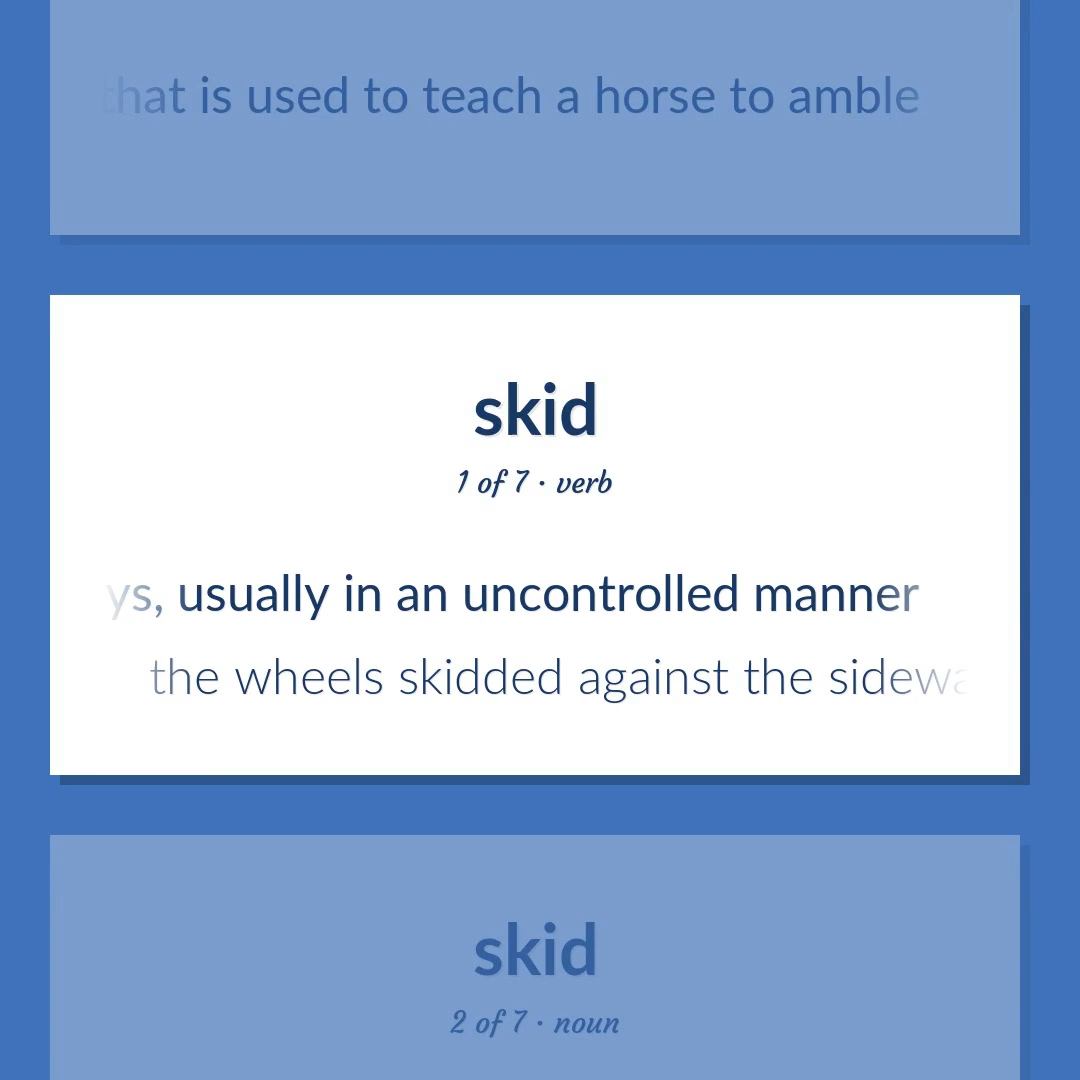 that is used to teach a horse to amble
skid
1 of 7 · verb
ys, usually in an uncontrolled manner
the wheels skidded against the sidewa
skid
2 of 7 · noun